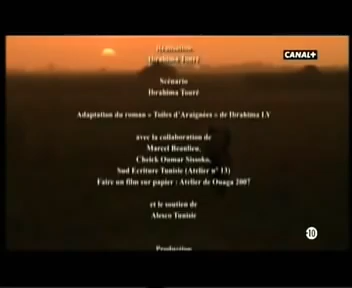 Réalisation
Ibrahima Touré
CANAL+
Scénario
Ibrahima Touré
Adaptation du roman « Toiles d'Araignées » de Ibrahima LY
avec la collaboration de
Marcel Beaulieu,
Cheick Oumar Sissoko,
Sud Ecriture Tunisie (Atelier n° 13)
Faire un film sur papier : Atelier de Ouaga 2007
et le soutien de
Alesco Tunisie
-10
Production